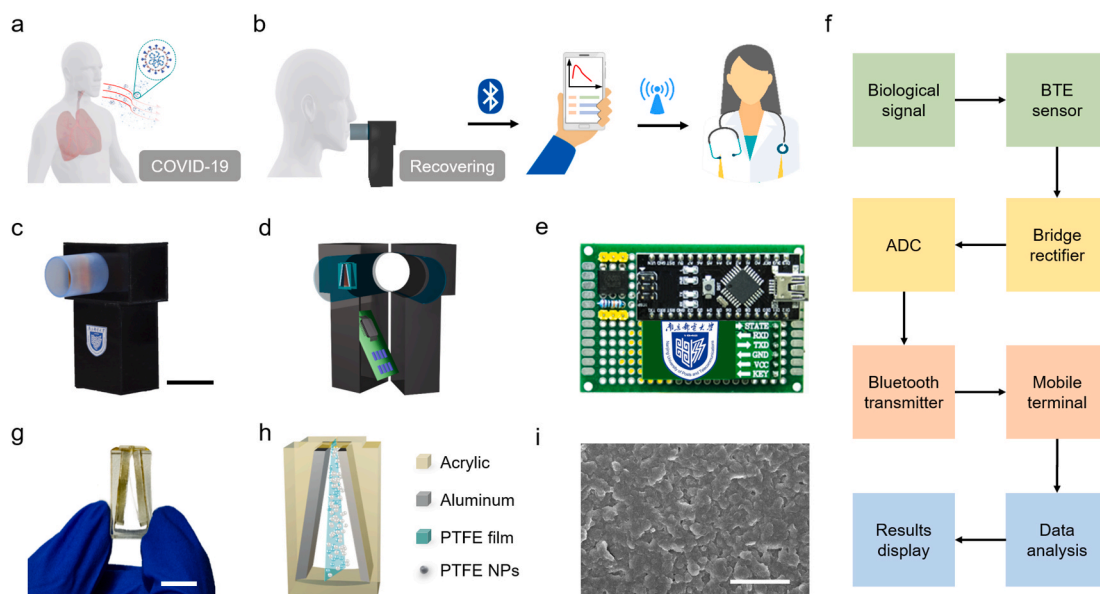 a
b
f
COVID-19
Recovering
Biological
signal
BTE
sensor
c
d
e
ADC
Bridge
rectifier
STATE
RXD
TXD
GND
VCC
KEY
Bluetooth
transmitter
Mobile
terminal
g
h
i
Acrylic
Aluminum
PTFE film
PTFE NPs
Results
display
Data
analysis